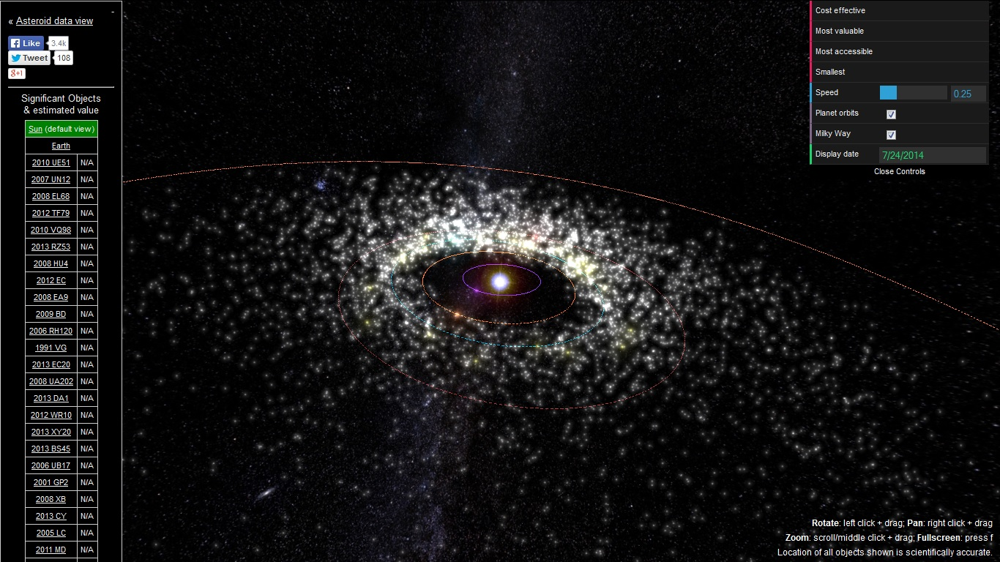 -
« Asteroid data view
Like 3.4k
Tweet 108
g+1
Significant Objects
& estimated value
Sun (default view)
Earth
2010 UE51 N/A
2007 UN12 N/A
2008 EL68 N/A
2012 TF79 N/A
2010 VQ98 N/A
2013 RZ53 N/A
2008 HU4 N/A
2012 EC N/A
2008 EA9 N/A
2009 BD N/A
2006 RH120 N/A
1991 VG N/A
2013 EC20 N/A
2008 UA202 N/A
2013 DA1 N/A
2012 WR10 N/A
2013 XY20 N/A
2013 BS45 N/A
2006 UB17 N/A
2001 GP2 N/A
2008 XB N/A
2013 CY N/A
2005 LC N/A
2011 MD N/A
Cost effective
Most valuable
Most accessible
Smallest
Speed 0.25
Planet orbits
Milky Way
Display date 7/24/2014
Close Controls
Rotate: left click + drag; Pan: right click + drag
Zoom: scroll/middle click + drag; Fullscreen: press f
Location of all objects shown is scientifically accurate.